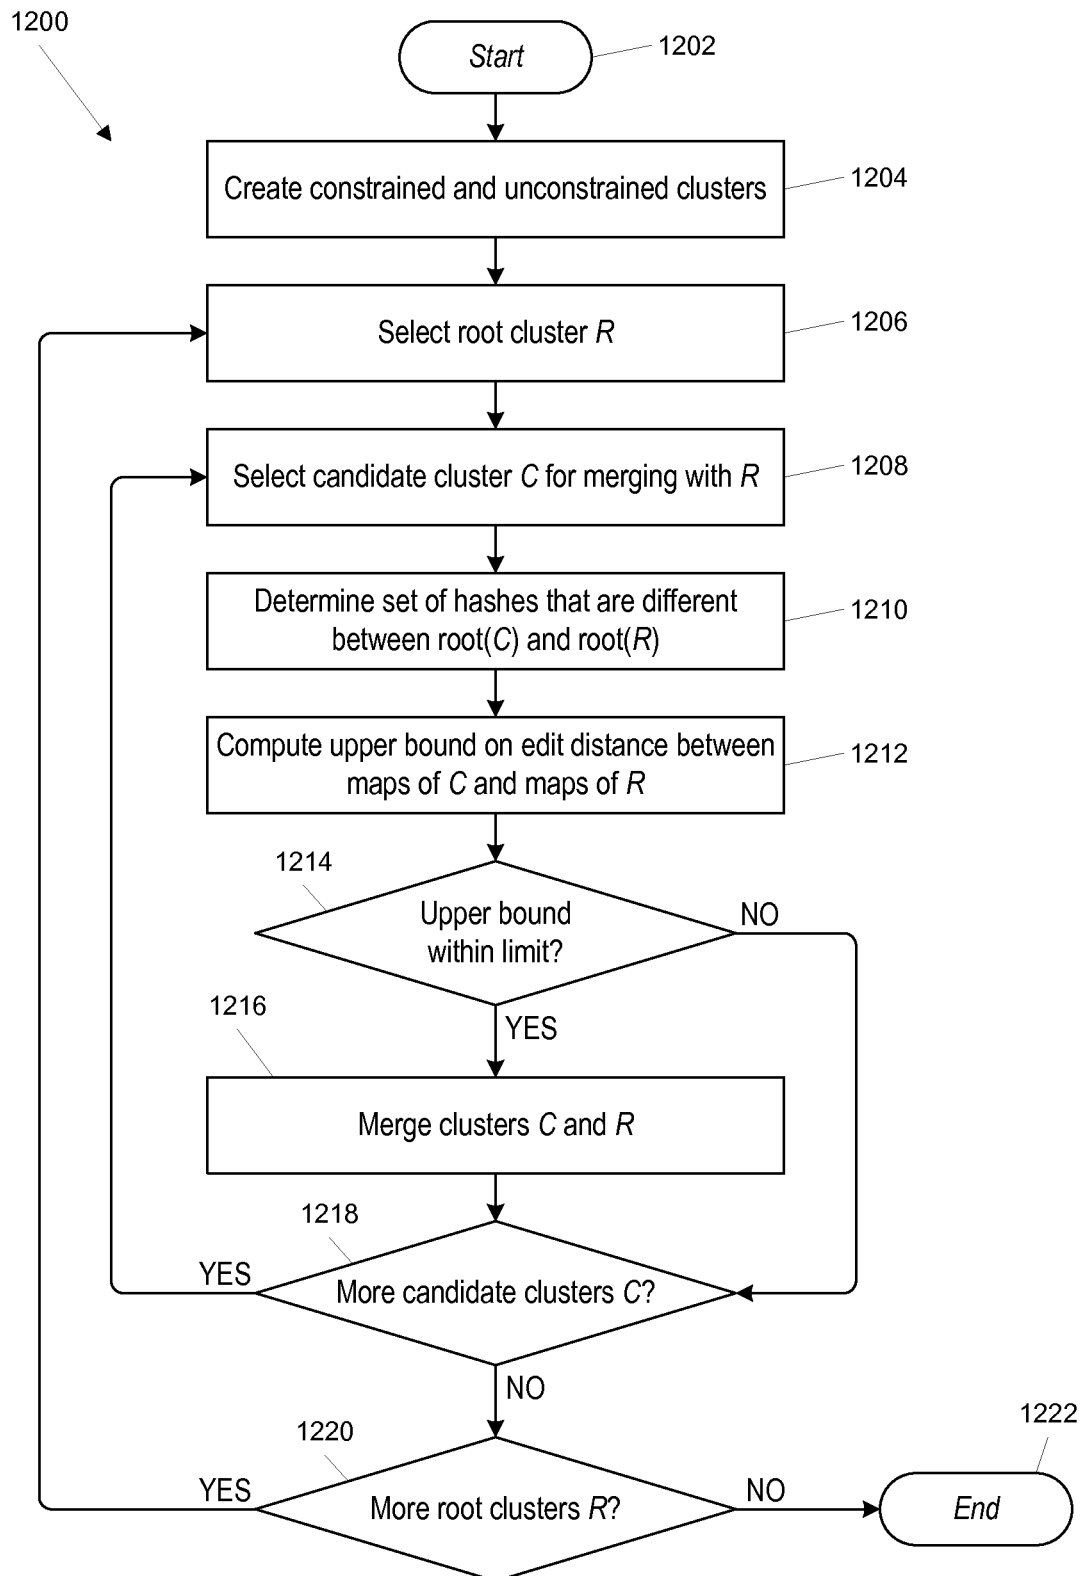 1200
Start
1202
Create constrained and unconstrained clusters
1204
Select root cluster R
1206
Select candidate cluster C for merging with R
1208
Determine set of hashes that are different
between root(C) and root(R)
1210
Compute upper bound on edit distance between
maps of C and maps of R
1212
1214
Upper bound
within limit?
NO
YES
1216
Merge clusters C and R
1218
YES
More candidate clusters C?
NO
1220
YES
More root clusters R?
NO
1222
End